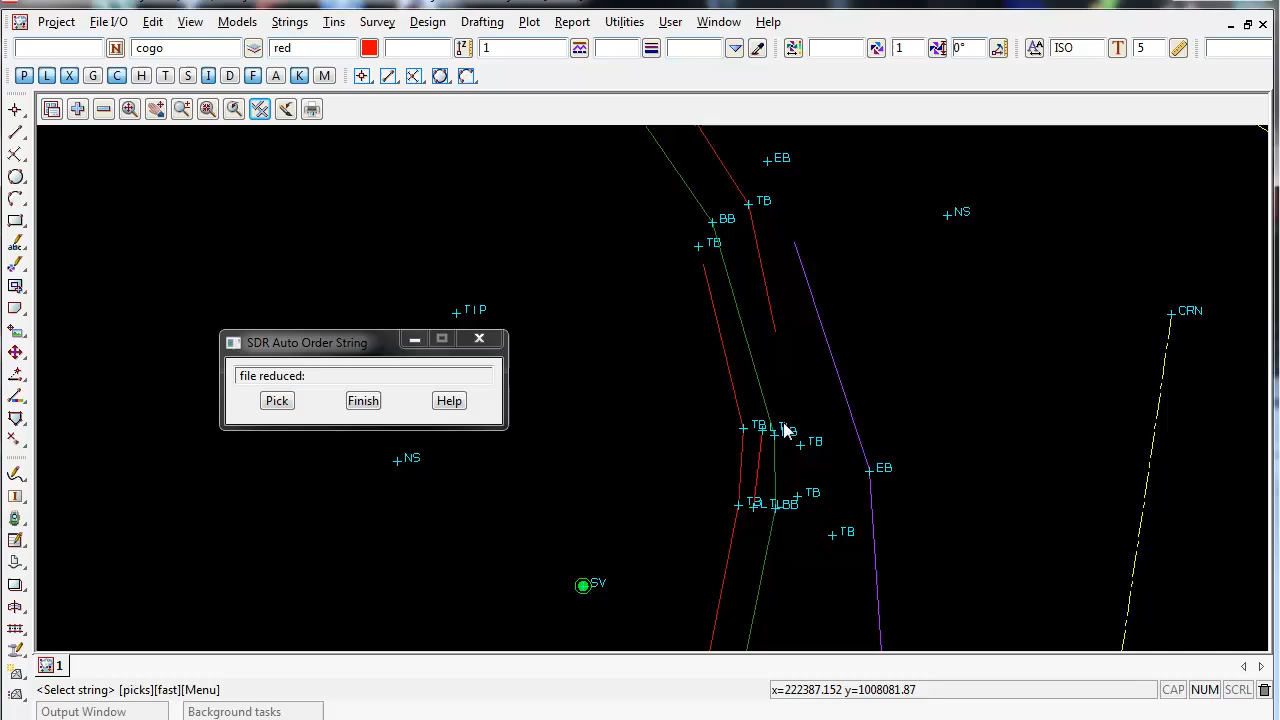 Project File I/O Edit View Models Strings Tins Survey Design Drafting Plot Report Utilities User Window Help
N cogo red 1 1 0° ISO T 5
P L X G C H T S I D F A K M
abc
EB
TB
NS
BB
TB
TIP
CRN
SDR Auto Order String
file reduced:
Pick Finish Help
TB
TB
NS
EB
TB
TB
BB
TB
SV
1
<Select string> [picks][fast][Menu] x=222387.152 y=1008081.87 CAP NUM SCRL
Output Window Background tasks